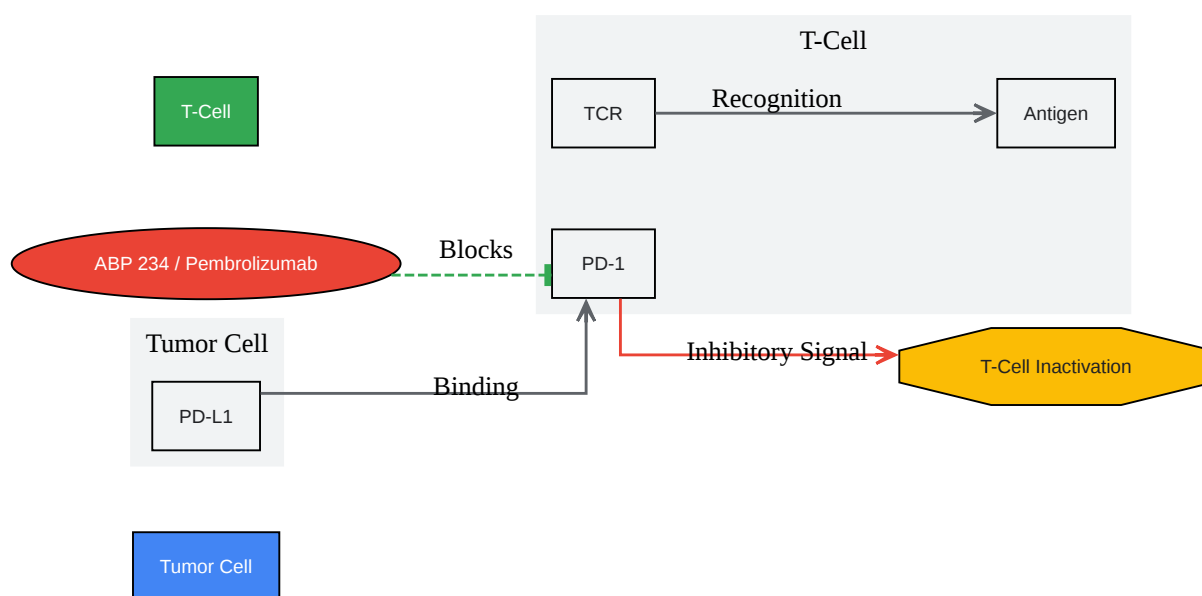 T-Cell
T-Cell
TCR
Recognition
Antigen
ABP 234 / Pembrolizumab
Blocks
PD-1
Tumor Cell
Inhibitory Signal
T-Cell Inactivation
PD-L1
Binding
Tumor Cell